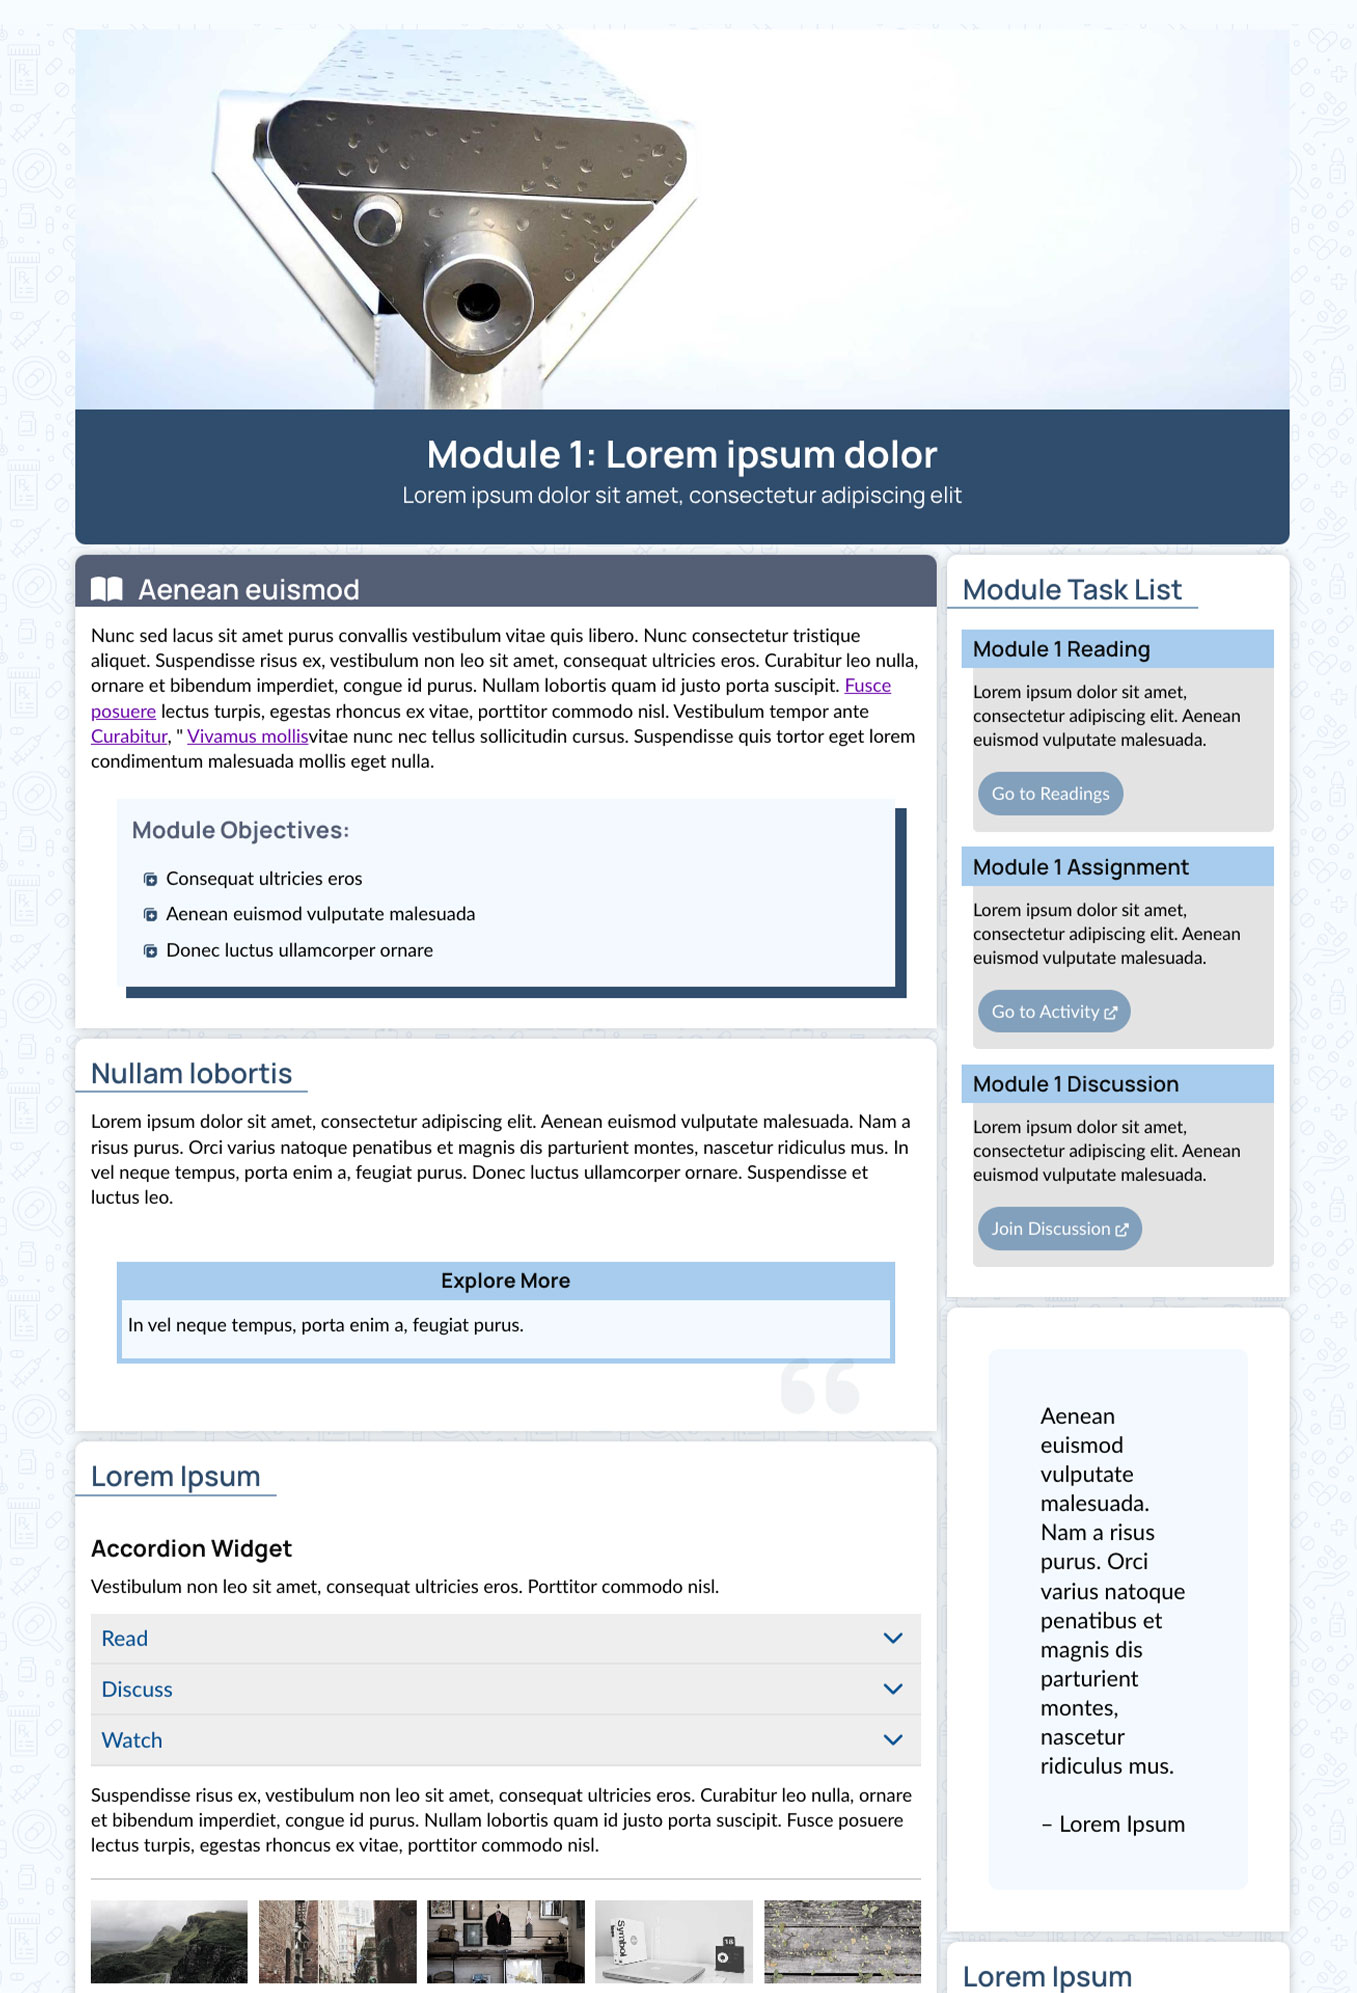 Module 1: Lorem ipsum dolor
Lorem ipsum dolor sit amet, consectetur adipiscing elit
Aenean euismod
Nunc sed lacus sit amet purus convallis vestibulum vitae quis libero. Nunc consectetur tristique
aliquet. Suspendisse risus ex, vestibulum non leo sit amet, consequat ultricies eros. Curabitur leo nulla,
ornare et bibendum imperdiet, congue id purus. Nullam lobortis quam id justo porta suscipit. Fusce
posuere lectus turpis, egestas rhoncus ex vitae, porttitor commodo nisl. Vestibulum tempor ante
Curabitur, " Vivamus mollisvitae nunc nec tellus sollicitudin cursus. Suspendisse quis tortor eget lorem
condimentum malesuada mollis eget nulla.
Module Objectives:
Consequat ultricies eros
Aenean euismod vulputate malesuada
Donec luctus ullamcorper ornare
Nullam lobortis
Lorem ipsum dolor sit amet, consectetur adipiscing elit. Aenean euismod vulputate malesuada. Nam a
risus purus. Orci varius natoque penatibus et magnis dis parturient montes, nascetur ridiculus mus. In
vel neque tempus, porta enim a, feugiat purus. Donec luctus ullamcorper ornare. Suspendisse et
luctus leo.
Explore More
In vel neque tempus, porta enim a, feugiat purus.
Lorem Ipsum
Accordion Widget
Vestibulum non leo sit amet, consequat ultricies eros. Porttitor commodo nisl.
Read
Discuss
Watch
Suspendisse risus ex, vestibulum non leo sit amet, consequat ultricies eros. Curabitur leo nulla, ornare
et bibendum imperdiet, congue id purus. Nullam lobortis quam id justo porta suscipit. Fusce posuere
lectus turpis, egestas rhoncus ex vitae, porttitor commodo nisl.
Symbol
18
Module Task List
Module 1 Reading
Lorem ipsum dolor sit amet,
consectetur adipiscing elit. Aenean
euismod vulputate malesuada.
Go to Readings
Module 1 Assignment
Lorem ipsum dolor sit amet,
consectetur adipiscing elit. Aenean
euismod vulputate malesuada.
Go to Activity
Module 1 Discussion
Lorem ipsum dolor sit amet,
consectetur adipiscing elit. Aenean
euismod vulputate malesuada.
Join Discussion
Aenean
euismod
vulputate
malesuada.
Nam a risus
purus. Orci
varius natoque
penatibus et
magnis dis
parturient
montes,
nascetur
ridiculus mus.
– Lorem Ipsum
Lorem Ipsum